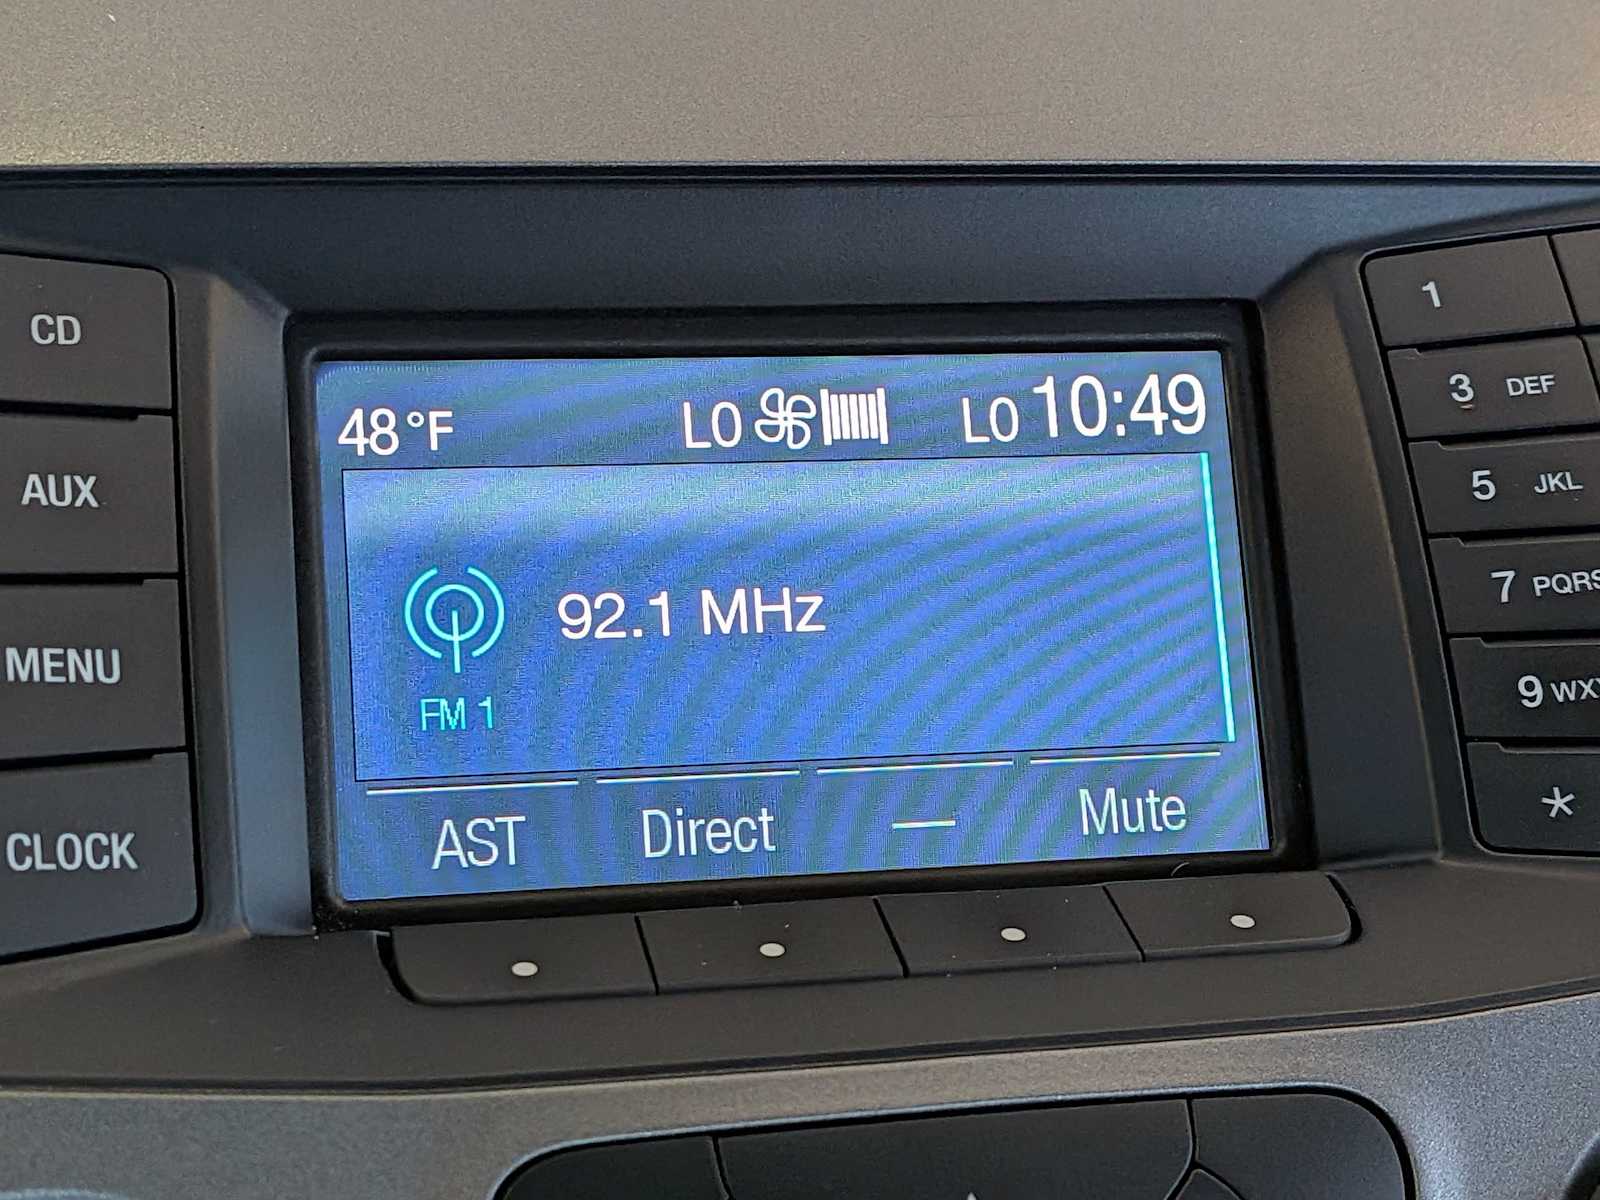 CD
AUX
MENU
CLOCK
48°F LO LO 10:49
92.1 MHz
FM 1
AST Direct — Mute
1
3 DEF
5 JKL
7 PQRS
9 WXY
*